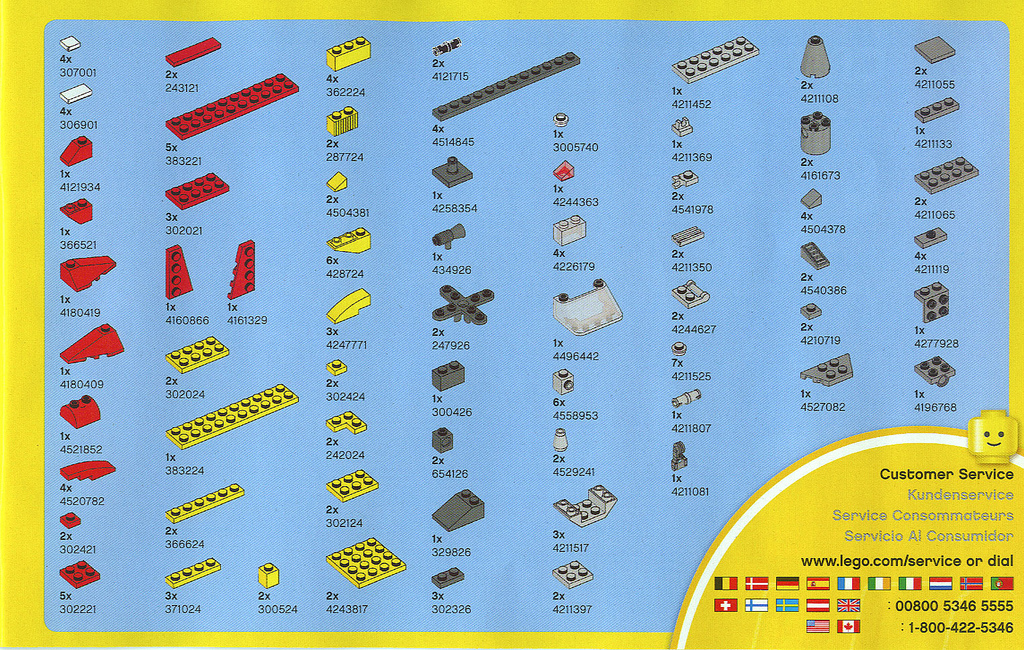 4x
307001
4x
306901
1x
4121934
1x
366521
1x
4180419
1x
4180409
1x
4521852
4x
4520782
2x
302421
5x
302221
2x
243121
5x
383221
3x
302021
1x
4160866
1x
4161329
2x
302024
1x
383224
2x
366624
3x
371024
2x
300524
4x
362224
2x
287724
2x
4504381
6x
428724
3x
4247771
2x
302424
2x
242024
2x
302124
2x
4243817
2x
4121715
4x
4514845
1x
4258354
1x
434926
2x
247926
1x
300426
2x
654126
1x
329826
3x
302326
1x
3005740
1x
4244363
4x
4226179
1x
4496442
6x
4558953
2x
4529241
3x
4211517
2x
4211397
1x
4211452
1x
4211369
2x
4541978
2x
4211350
2x
4244627
7x
4211525
1x
4211807
1x
4211081
2x
4211108
2x
4161673
4x
4504378
2x
4540386
2x
4210719
1x
4527082
2x
4211055
1x
4211133
2x
4211065
4x
4211119
1x
4277928
1x
4196768
Customer Service
Kundenservice
Service Consommateurs
Servicio Al Consumidor
www.lego.com/service or dial
: 00800 5346 5555
: 1-800-422-5346